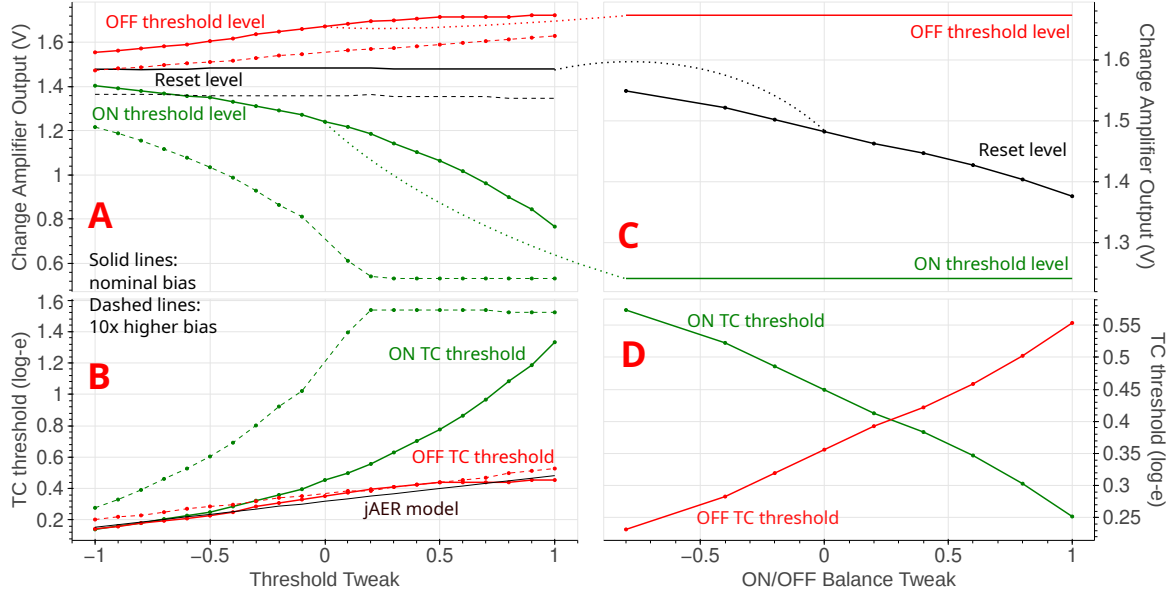 OFF threshold level
Reset level
ON threshold level
A
Solid lines:
nominal bias
Dashed lines:
10x higher bias
Change Amplifier Output (V)
1.6
1.4
1.2
1
0.8
0.6
OFF threshold level
Reset level
ON threshold level
C
Change Amplifier Output (V)
1.6
1.5
1.4
1.3
B
ON TC threshold
OFF TC threshold
jAER model
TC threshold (log-e)
1.6
1.4
1.2
1
0.8
0.6
0.4
0.2
−1
−0.5
0
0.5
1
Threshold Tweak
D
ON TC threshold
OFF TC threshold
TC threshold (log-e)
0.55
0.5
0.45
0.4
0.35
0.3
0.25
−0.5
0
0.5
1
ON/OFF Balance Tweak